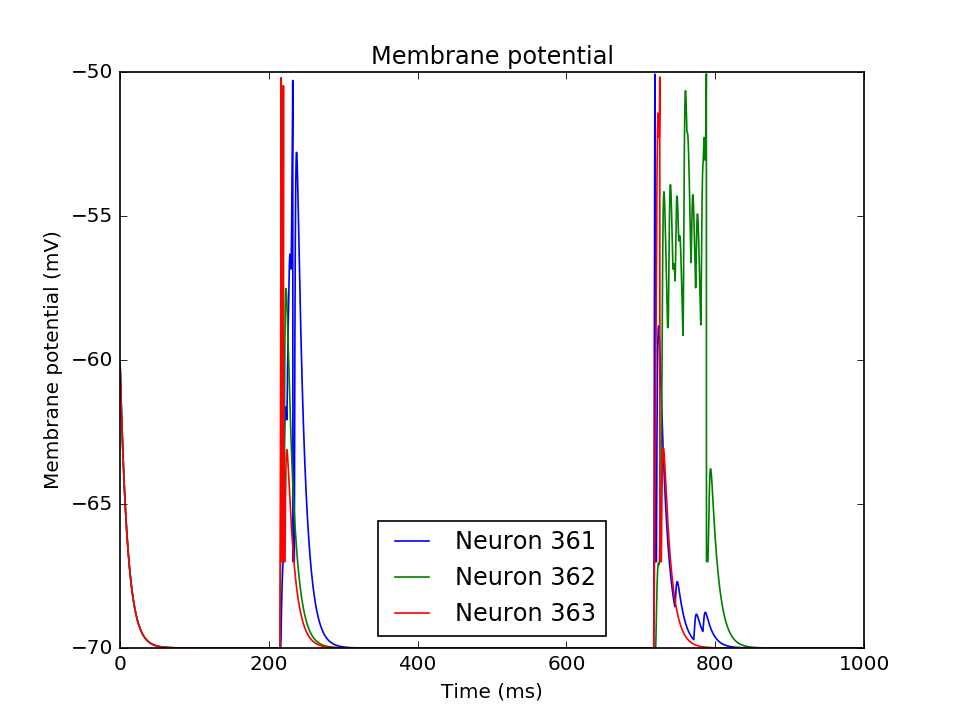 Membrane potential
−50
−55
−60
−65
−70
Membrane potential (mV)
Neuron 361
Neuron 362
Neuron 363
0
200
400
600
800
1000
Time (ms)